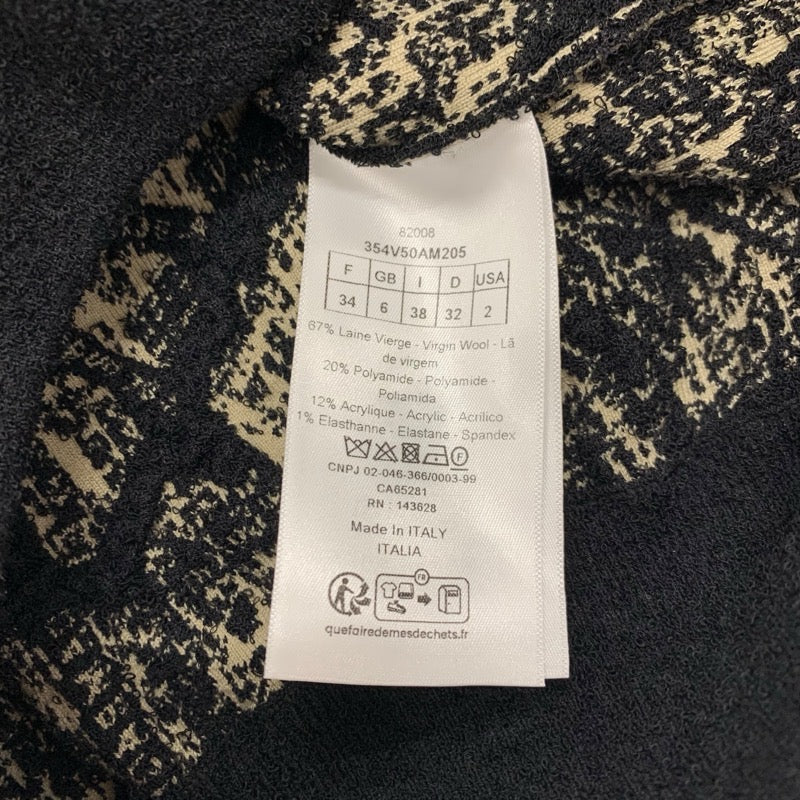 82008
354V50AM205
F GB I D USA
34 6 38 32 2
67% Laine Vierge - Virgin Wool - Lã
de virgem
20% Polyamide - Polyamide -
Poliamida
12% Acrylique - Acrylic - Acrilico
1% Elasthanne - Elastane - Spandex
F
CNPJ 02-046-366/0003-99
CA65281
RN : 143628
Made In ITALY
ITALIA
FR
quefairedemesdechets.fr